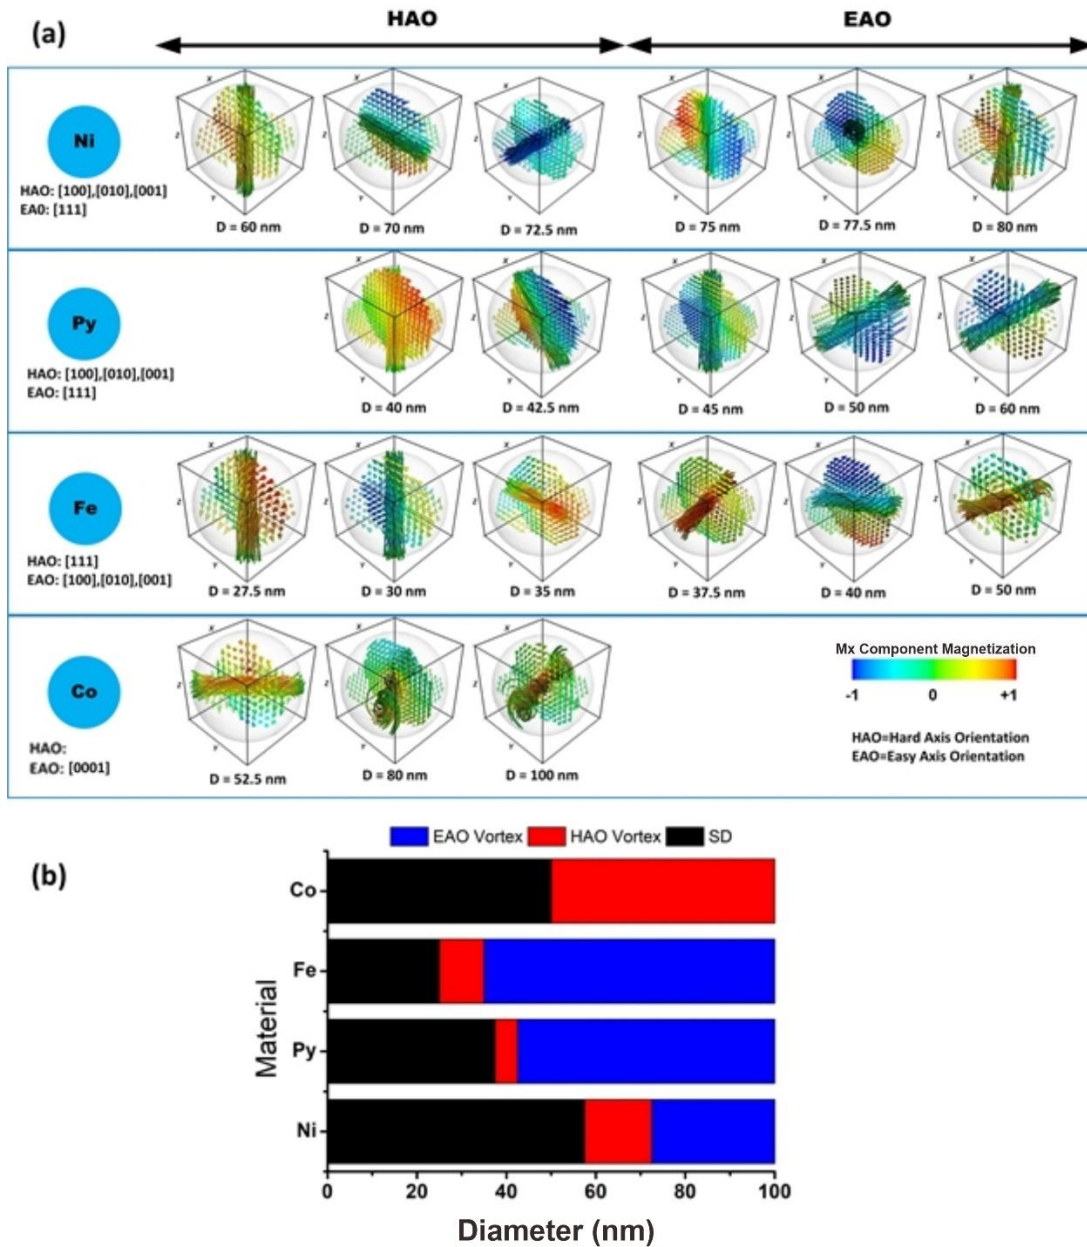 (a)
HAO
EAO
Ni
HAO: [100],[010],[001]
EA0: [111]
X
Z
Y
D = 60 nm
X
Z
Y
D = 70 nm
X
Z
Y
D = 72.5 nm
X
Z
Y
D = 75 nm
X
Z
Y
D = 77.5 nm
X
Z
Y
D = 80 nm
Py
HAO: [100],[010],[001]
EAO: [111]
X
Z
Y
D = 40 nm
X
Z
Y
D = 42.5 nm
X
Z
Y
D = 45 nm
X
Z
Y
D = 50 nm
X
Z
Y
D = 60 nm
Fe
HAO: [111]
EAO: [100],[010],[001]
X
Z
Y
D = 27.5 nm
X
Z
Y
D = 30 nm
X
Z
Y
D = 35 nm
X
Z
Y
D = 37.5 nm
X
Z
Y
D = 40 nm
X
Z
Y
D = 50 nm
Co
HAO:
EAO: [0001]
X
Z
Y
D = 52.5 nm
X
Z
Y
D = 80 nm
X
Z
Y
D = 100 nm
Mx Component Magnetization
-1 0 +1
HAO=Hard Axis Orientation
EAO=Easy Axis Orientation
(b)
EAO Vortex HAO Vortex SD
Material
Co
Fe
Py
Ni
0 20 40 60 80 100
Diameter (nm)